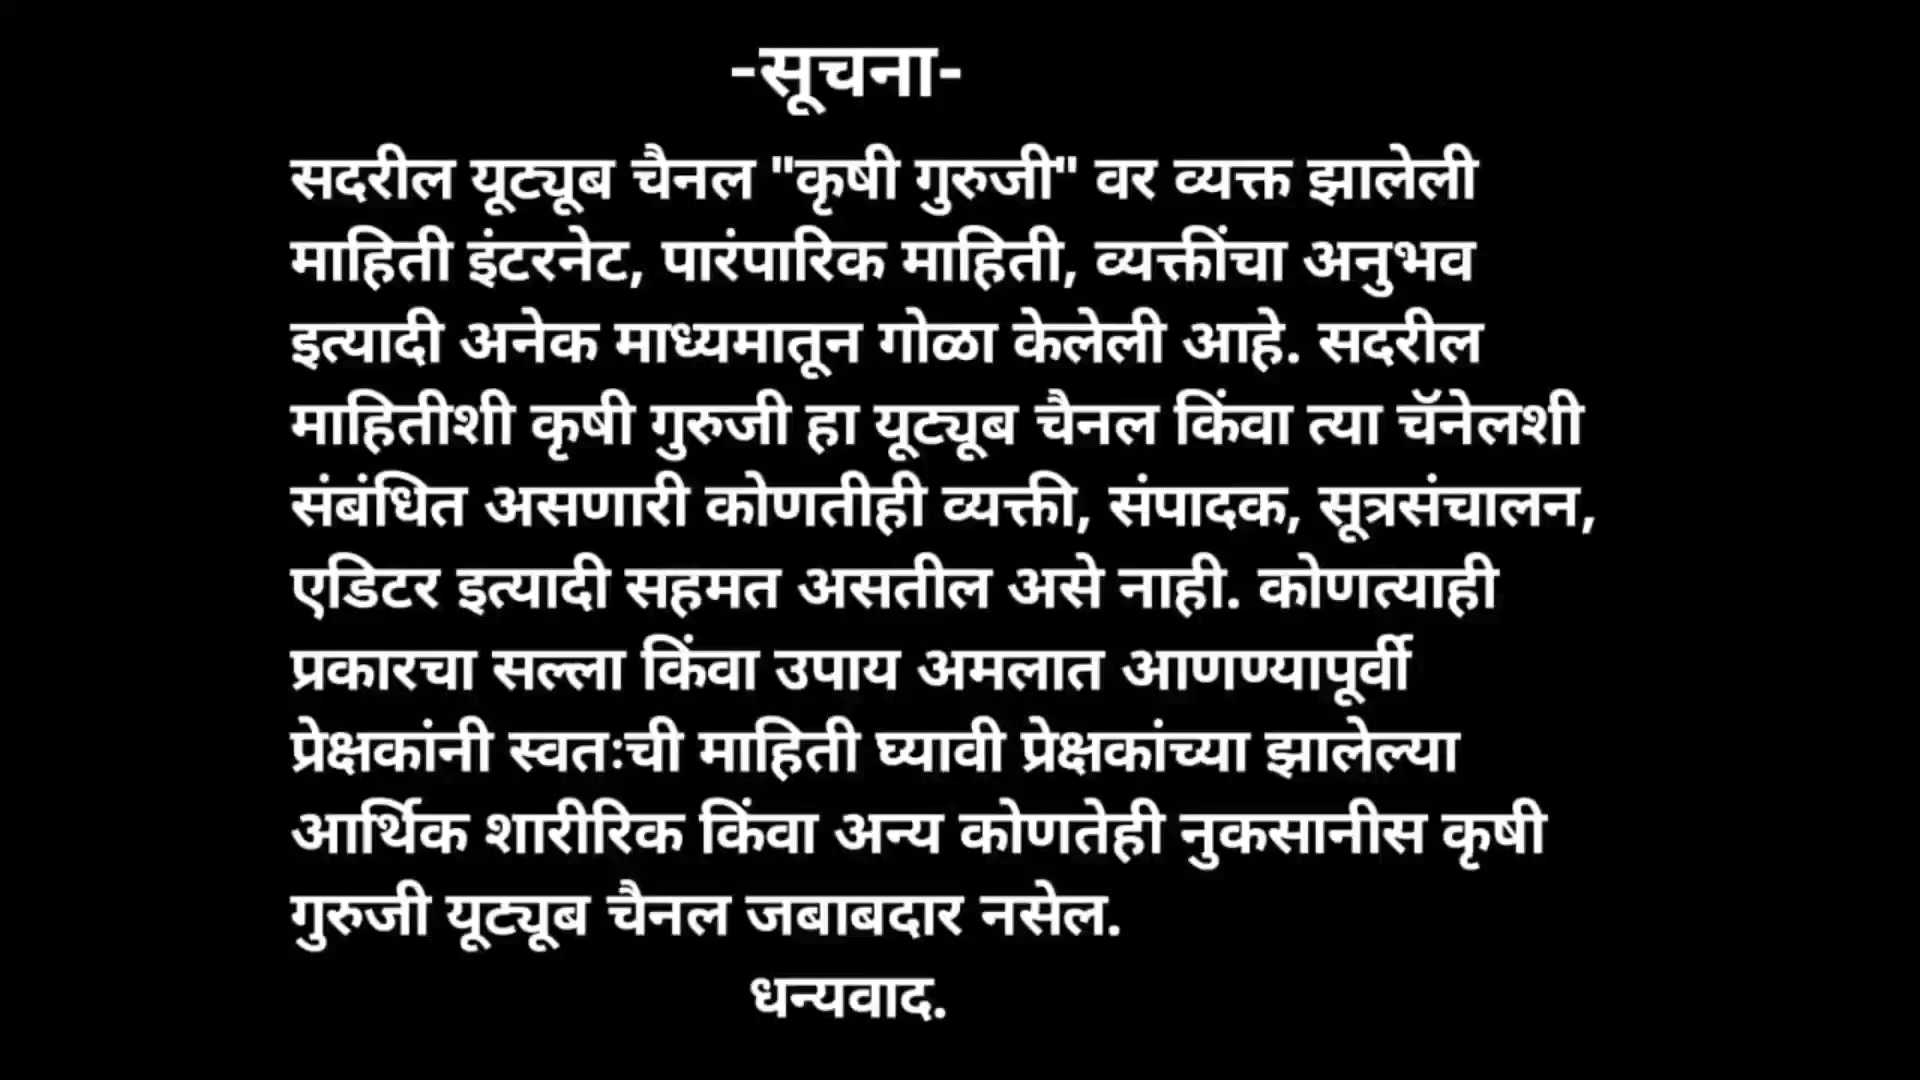 -सूचना-
सदरील यूट्यूब चैनल "कृषी गुरुजी" वर व्यक्त झालेली
माहिती इंटरनेट, पारंपारिक माहिती, व्यक्तींचा अनुभव
इत्यादी अनेक माध्यमातून गोळा केलेली आहे. सदरील
माहितीशी कृषी गुरुजी हा यूट्यूब चैनल किंवा त्या चॅनेलशी
संबंधित असणारी कोणतीही व्यक्ती, संपादक, सूत्रसंचालन,
एडिटर इत्यादी सहमत असतील असे नाही. कोणत्याही
प्रकारचा सल्ला किंवा उपाय अमलात आणण्यापूर्वी
प्रेक्षकांनी स्वतःची माहिती घ्यावी प्रेक्षकांच्या झालेल्या
आर्थिक शारीरिक किंवा अन्य कोणतेही नुकसानीस कृषी
गुरुजी यूट्यूब चैनल जबाबदार नसेल.
धन्यवाद.